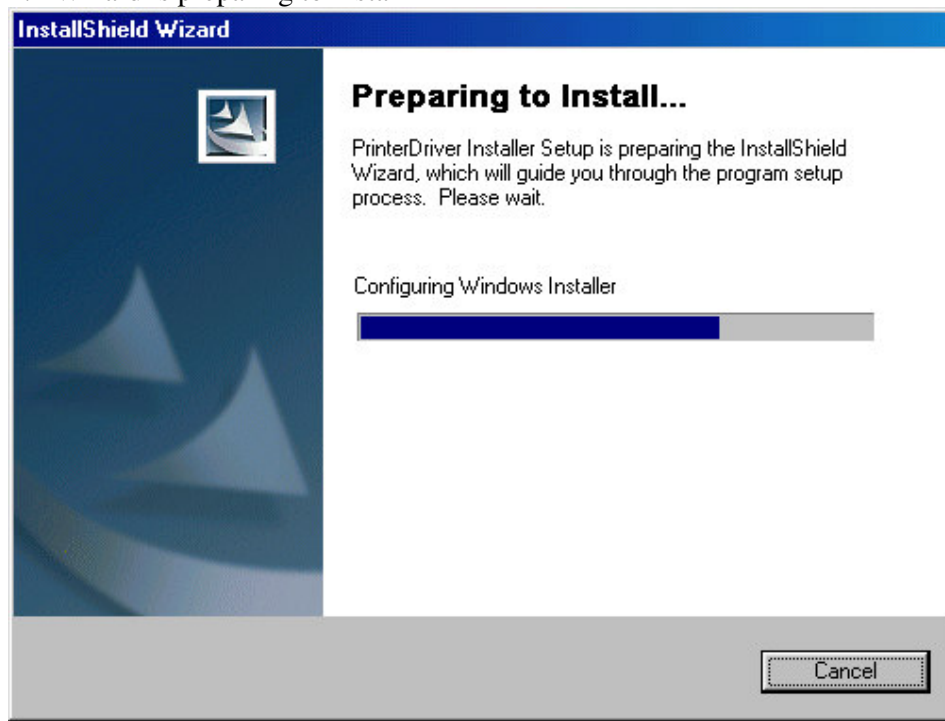 InstallShield Wizard
Preparing to Install...
PrinterDriver Installer Setup is preparing the InstallShield
Wizard, which will guide you through the program setup
process. Please wait.
Configuring Windows Installer
Cancel